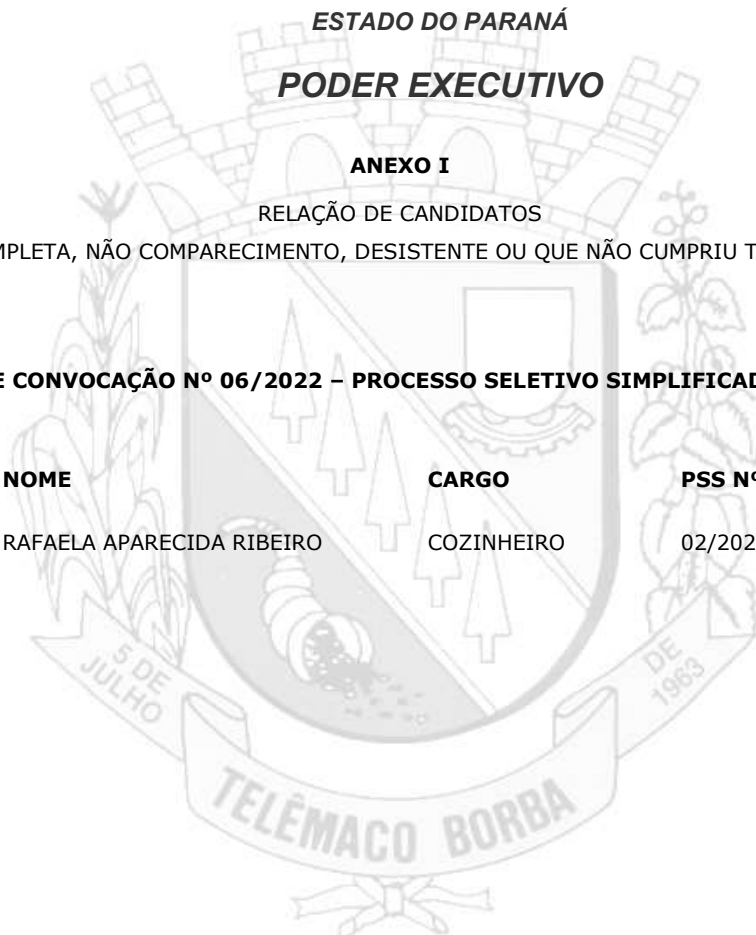 ESTADO DO PARANÁ
PODER EXECUTIVO
ANEXO I
RELAÇÃO DE CANDIDATOS
MPLETA, NÃO COMPARECIMENTO, DESISTENTE OU QUE NÃO CUMPRIU T
E CONVOCAÇÃO Nº 06/2022 – PROCESSO SELETIVO SIMPLIFICAD
NOME CARGO PSS Nº
RAFAELA APARECIDA RIBEIRO COZINHEIRO 02/202
5 DE JULHO DE 1963
TELÊMACO BORBA